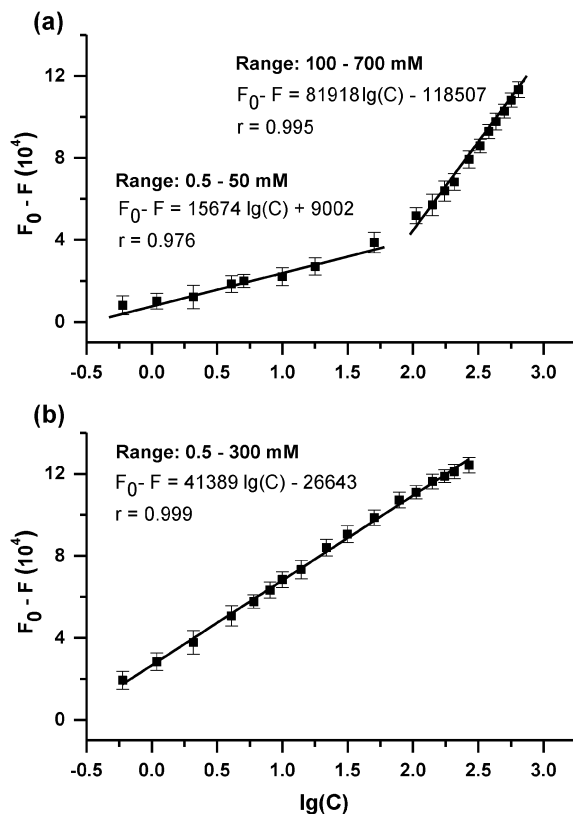 (a)
Range: 100 - 700 mM
F0- F = 81918 lg(C) - 118507
r = 0.995
Range: 0.5 - 50 mM
F0- F = 15674 lg(C) + 9002
r = 0.976
F0 - F (10^4)
12
8
4
0
-0.5 0.0 0.5 1.0 1.5 2.0 2.5 3.0
(b)
Range: 0.5 - 300 mM
F0- F = 41389 lg(C) - 26643
r = 0.999
F0 - F (10^4)
12
8
4
0
-0.5 0.0 0.5 1.0 1.5 2.0 2.5 3.0
lg(C)